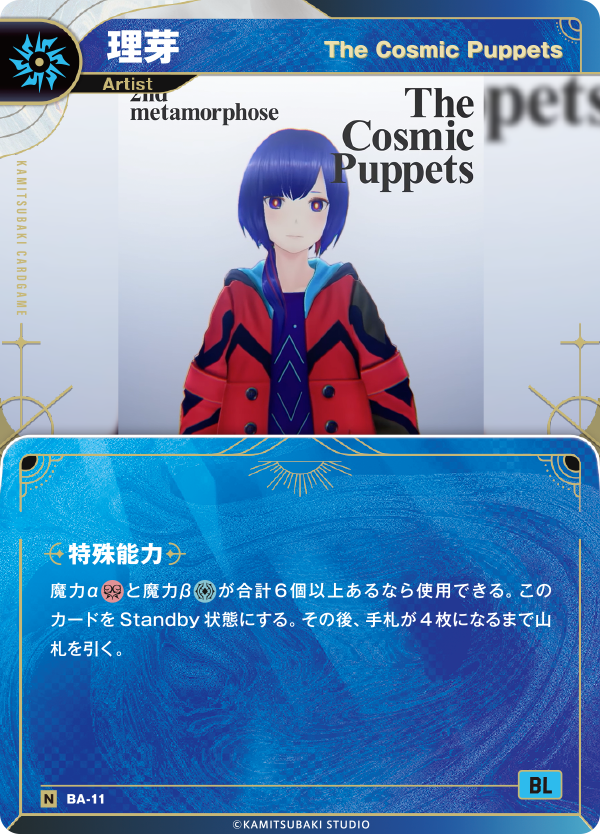 理芽
The Cosmic Puppets
Artist
2nd
metamorphose
The
Cosmic
Puppets
ppets
KAMITSUBAKI CARDGAME
特殊能力
魔力αと魔力βが合計6個以上あるなら使用できる。この
カードをStandby状態にする。その後、手札が4枚になるまで山
札を引く。
N BA-11
BL
©KAMITSUBAKI STUDIO